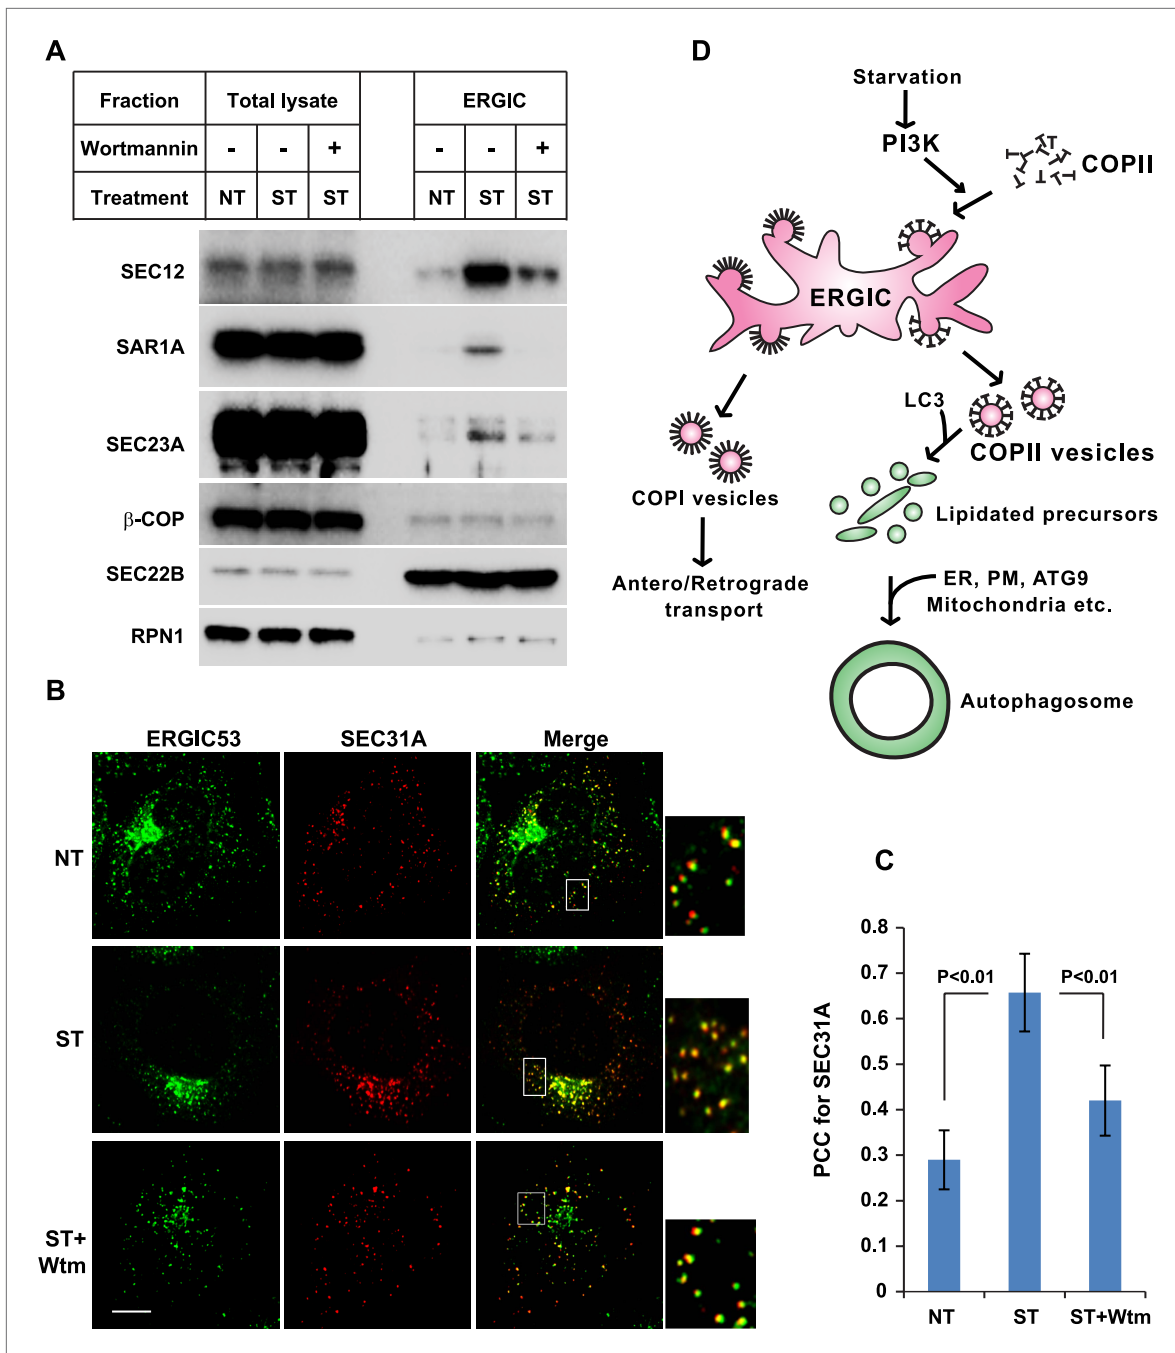 A
Fraction Total lysate ERGIC
Wortmannin - - + - - +
Treatment NT ST ST NT ST ST
SEC12
SAR1A
SEC23A
β-COP
SEC22B
RPN1
B
ERGIC53 SEC31A Merge
NT
ST
ST+
Wtm
D
Starvation
PI3K
COPII
ERGIC
LC3
COPII vesicles
COPI vesicles
Lipidated precursors
Antero/Retrograde
transport
ER, PM, ATG9
Mitochondria etc.
Autophagosome
C
PCC for SEC31A
0.8
0.7
0.6
0.5
0.4
0.3
0.2
0.1
0
P<0.01 P<0.01
NT ST ST+Wtm